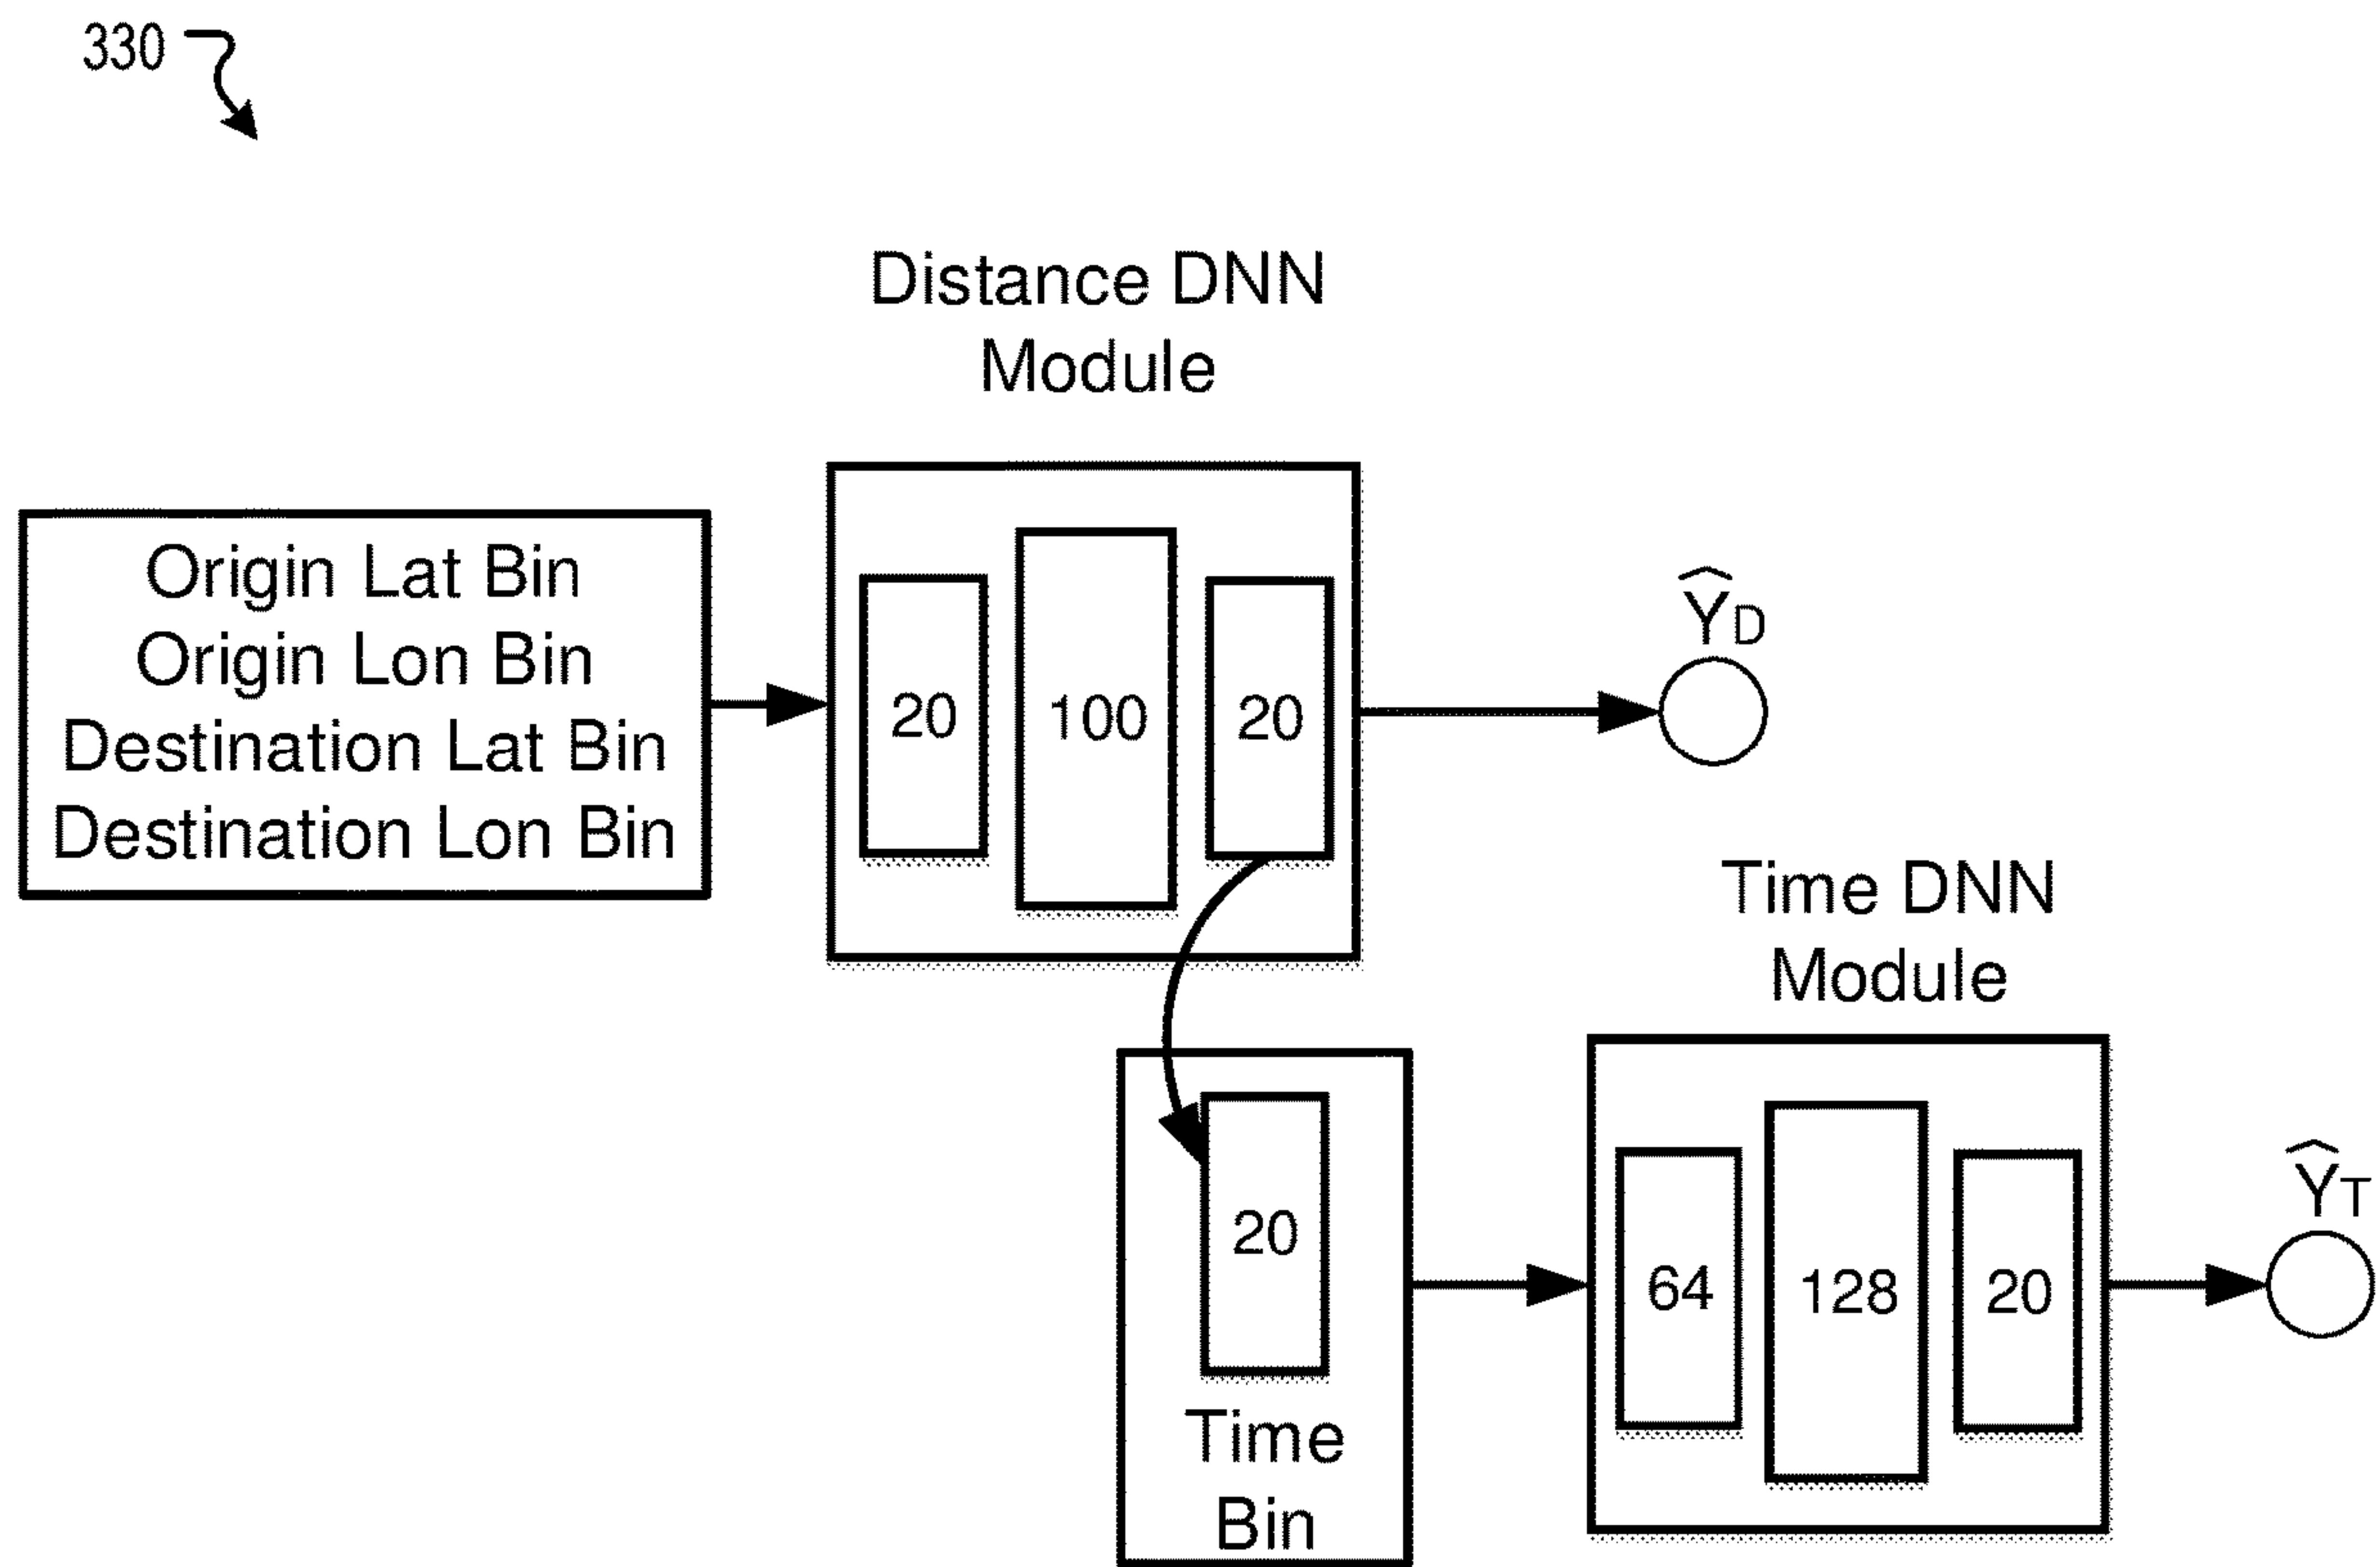 330
Distance DNN
Module
Origin Lat Bin
Origin Lon Bin
Destination Lat Bin
Destination Lon Bin
20
100
20
ŶD
Time DNN
Module
20
Time
Bin
64
128
20
ŶT